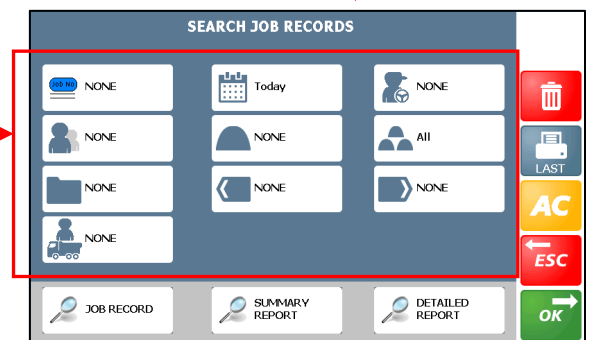 SEARCH JOB RECORDS
Job No
NONE
Today
NONE
NONE
NONE
All
LAST
NONE
NONE
NONE
AC
NONE
ESC
JOB RECORD
SUMMARY
REPORT
DETAILED
REPORT
OK